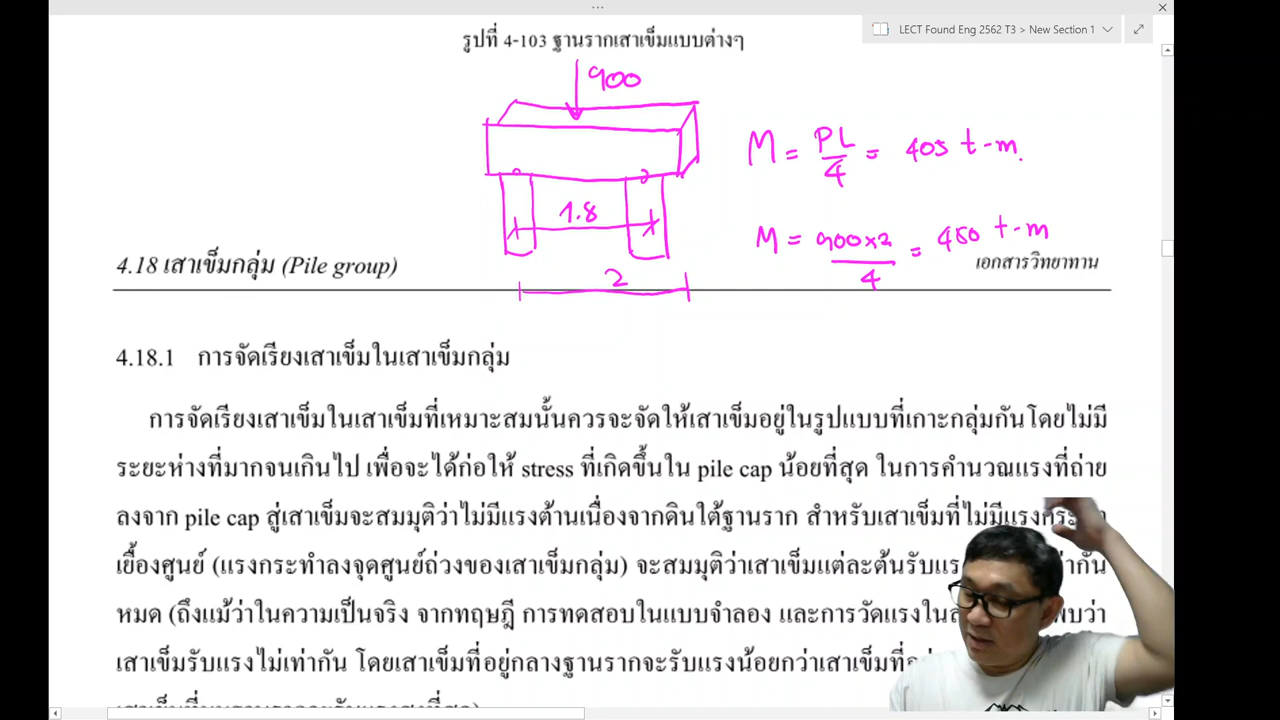 LECT Found Eng 2562 T3 > New Section 1
รูปที่ 4-103 ฐานรากเสาเข็มแบบต่างๆ
900
M = PL/4 = 405 t-m.
1.8
M = 900x2/4 = 450 t-m
2
4.18 เสาเข็มกลุ่ม (Pile group)
เอกสารวิทยาทาน
4.18.1 การจัดเรียงเสาเข็มในเสาเข็มกลุ่ม
การจัดเรียงเสาเข็มในเสาเข็มที่เหมาะสมนั้นควรจะจัดให้เสาเข็มอยู่ในรูปแบบที่เกาะกลุ่มกันโดยไม่มี
ระยะห่างที่มากจนเกินไป เพื่อจะได้ก่อให้ stress ที่เกิดขึ้นใน pile cap น้อยที่สุด ในการคำนวณแรงที่ถ่าย
ลงจาก pile cap สู่เสาเข็มจะสมมุติว่าไม่มีแรงต้านเนื่องจากดินใต้ฐานราก สำหรับเสาเข็มที่ไม่มี
เยื้องศูนย์ (แรงกระทำลงจุดศูนย์ถ่วงของเสาเข็มกลุ่ม) จะสมมุติว่าเสาเข็มแต่ละต้นรับ
หมด (ถึงแม้ว่าในความเป็นจริง จากทฤษฎี การทดสอบในแบบจำลอง และการวัดแรงใน
เสาเข็มรับแรงไม่เท่ากัน โดยเสาเข็มที่อยู่กลางฐานรากจะรับแรงน้อยกว่าเสาเข็มที่